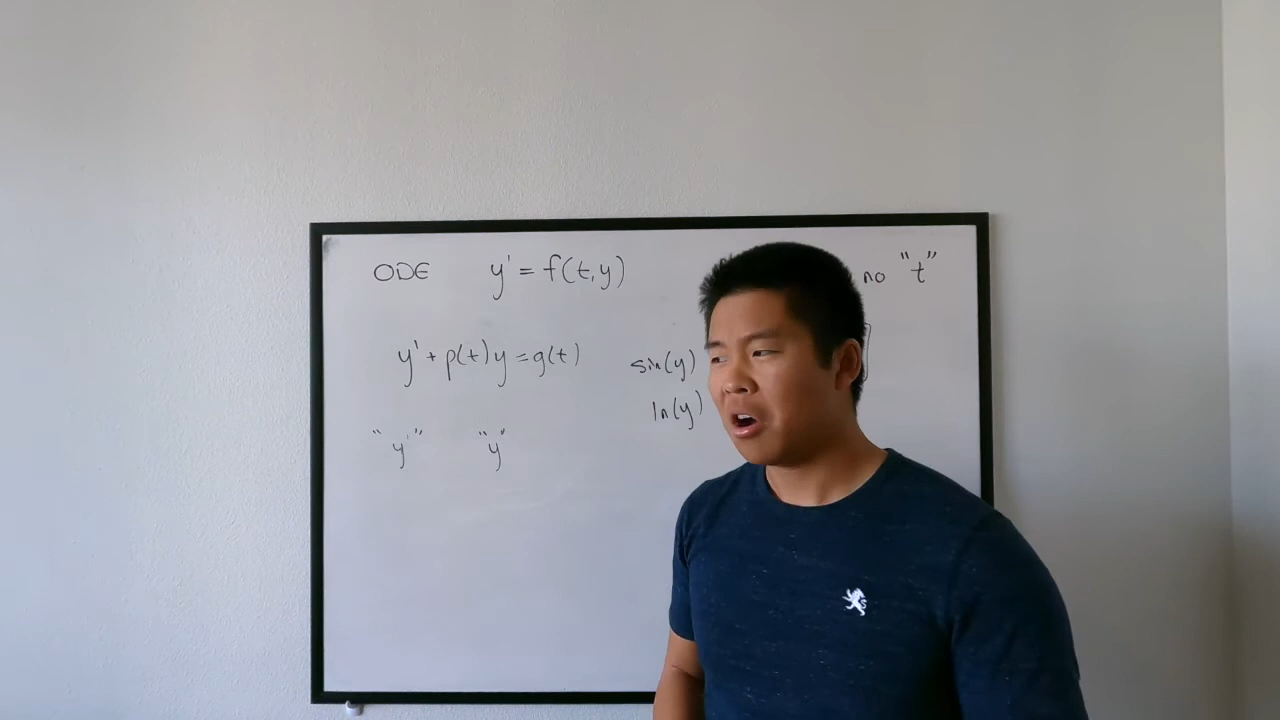 ODE y' = f(t,y) no "t"
y' + p(t)y = g(t) sin(y)
ln(y)
"y'" "y"